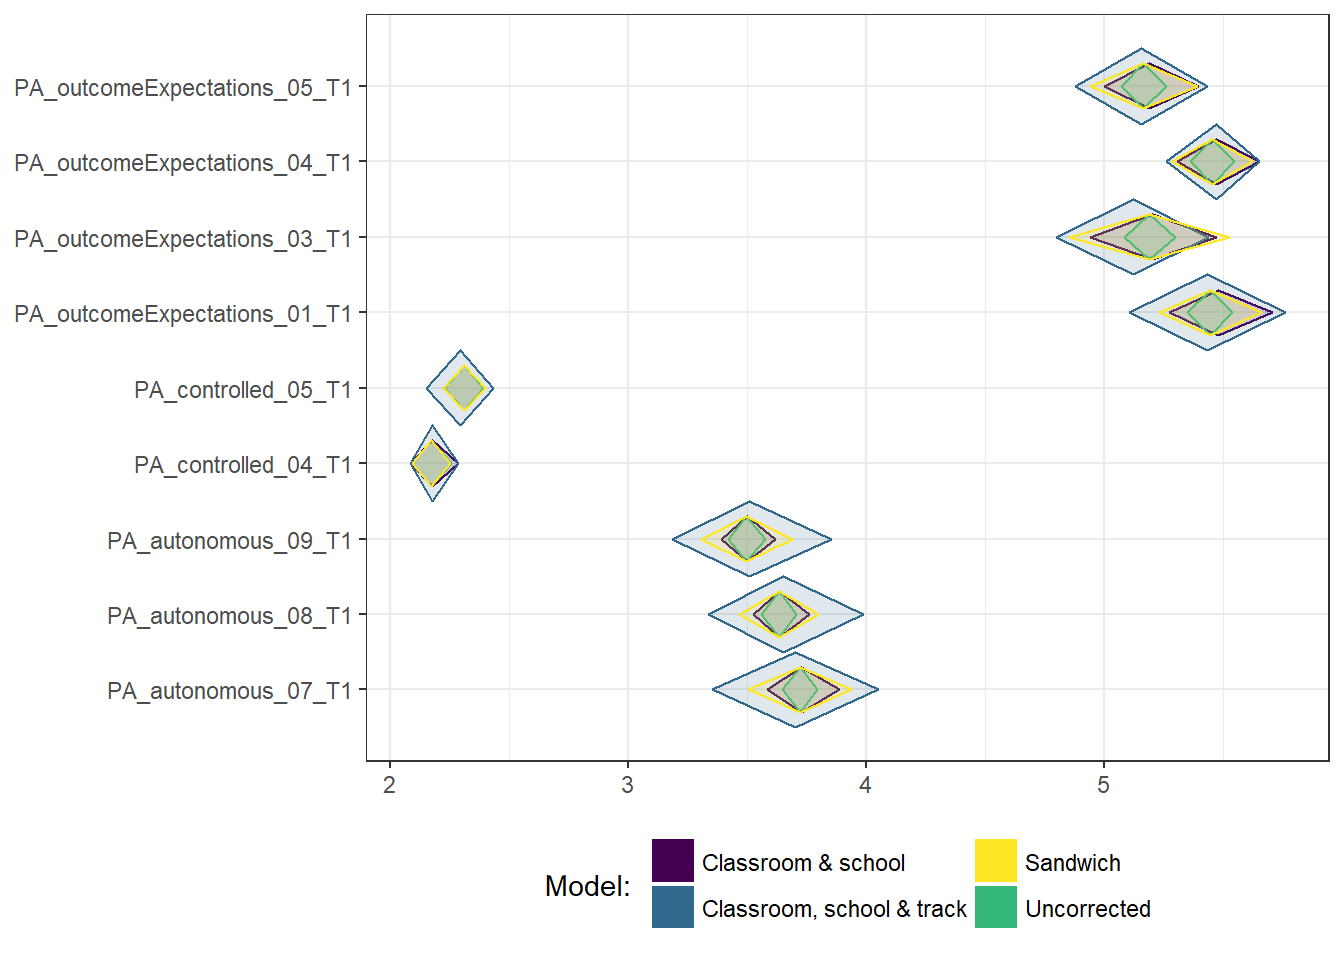 PA_outcomeExpectations_05_T1
PA_outcomeExpectations_04_T1
PA_outcomeExpectations_03_T1
PA_outcomeExpectations_01_T1
PA_controlled_05_T1
PA_controlled_04_T1
PA_autonomous_09_T1
PA_autonomous_08_T1
PA_autonomous_07_T1
2 3 4 5
Model:
Classroom & school
Classroom, school & track
Sandwich
Uncorrected